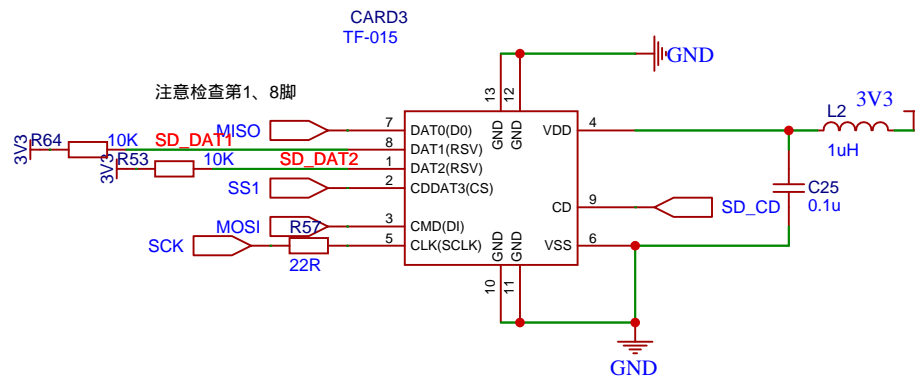 CARD3
TF-015
GND
注意检查第1、8脚
13
12
3V3
L2
1uH
MISO
7
DAT0(D0)
GND
GND
VDD
4
R64
10K
SD_DAT1
8
DAT1(RSV)
3V3
3V3
R53
10K
SD_DAT2
1
DAT2(RSV)
SS1
2
CDDAT3(CS)
C25
0.1u
CD
9
SD_CD
MOSI
R57
3
CMD(DI)
SCK
22R
5
CLK(SCLK)
VSS
6
GND
GND
10
11
GND